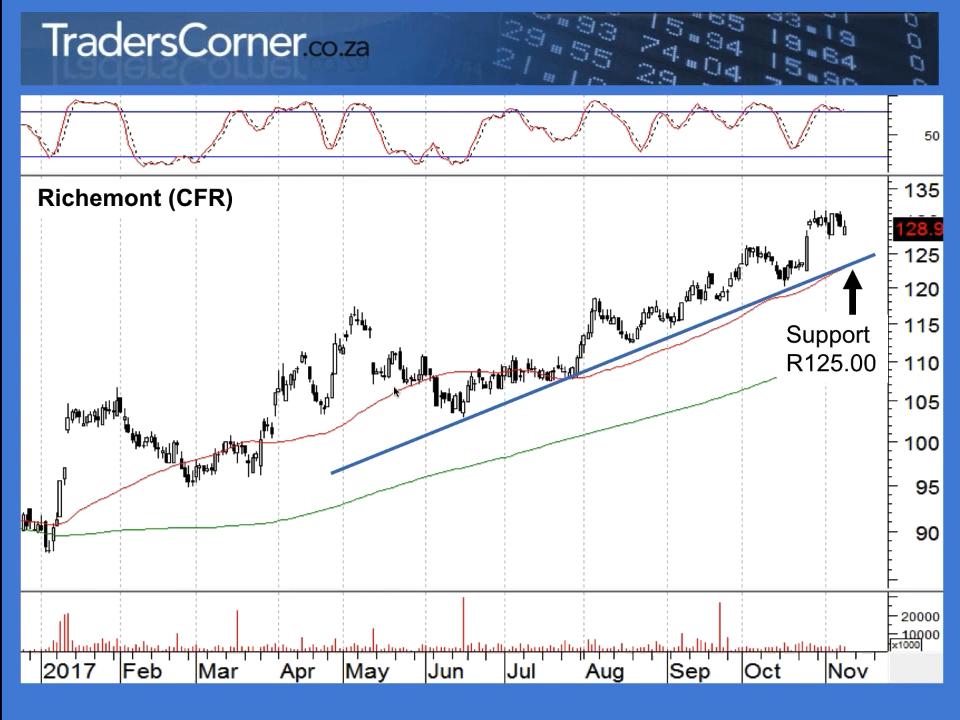 TradersCorner.co.za
50
Richemont (CFR)
135
128.9
125
120
115
110
105
100
95
90
Support
R125.00
20000
10000
x1000
2017 Feb Mar Apr May Jun Jul Aug Sep Oct Nov